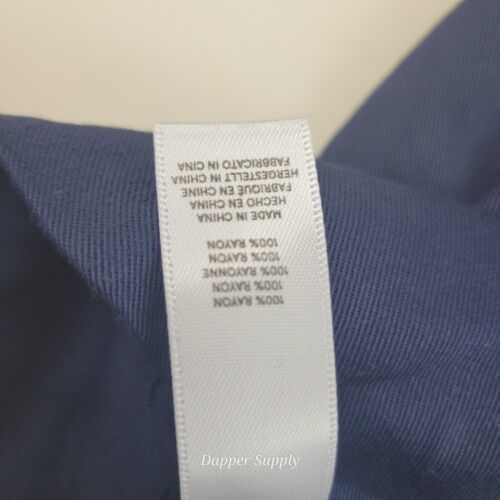 100% RAYON
100% RAYON
100% RAYONNE
100% RAYON
100% RAYON
MADE IN CHINA
HECHO EN CHINA
FABRIQUÉ EN CHINE
HERGESTELLT IN CHINA
FABBRICATO IN CINA
Dapper Supply